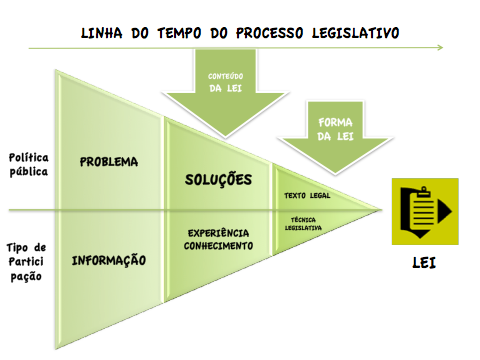 LINHA DO TEMPO DO PROCESSO LEGISLATIVO
CONTEÚDO
DA LEI
FORMA
DA LEI
Política
pública
PROBLEMA
SOLUÇÕES
TEXTO LEGAL
TÉCNICA
LEGISLATIVA
Tipo de
Partici
pação
INFORMAÇÃO
EXPERIÊNCIA
CONHECIMENTO
LEI